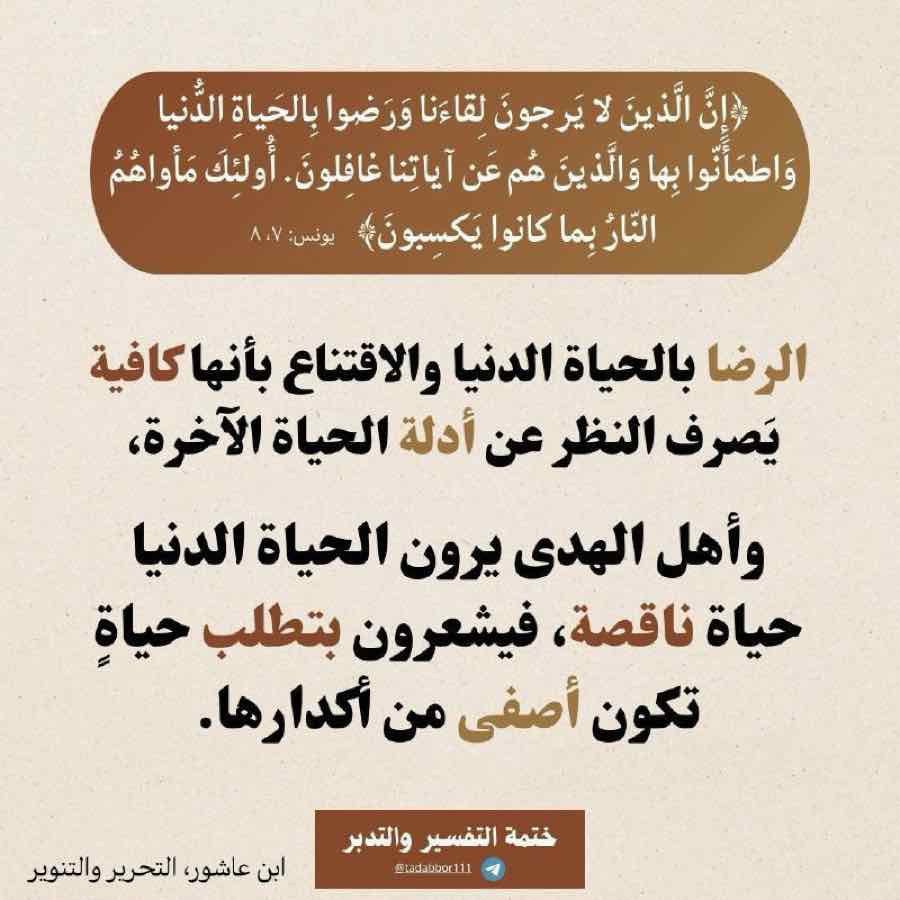 ﴿إِنَّ الَّذينَ لا يَرجونَ لِقاءَنا وَرَضوا بِالحَياةِ الدُّنيا
وَاطمَأَنّوا بِها وَالَّذينَ هُم عَن آياتِنا غافِلونَ. أُولئِكَ مَأواهُمُ
النّارُ بِما كانوا يَكسِبونَ﴾ يونس: ٧، ٨
الرضا بالحياة الدنيا والاقتناع بأنها كافية
يَصرف النظر عن أدلة الحياة الآخرة،
وأهل الهدى يرون الحياة الدنيا
حياة ناقصة، فيشعرون بتطلب حياةٍ
تكون أصفى من أكدارها.
ختمة التفسير والتدبر
@tadabbor111
ابن عاشور، التحرير والتنوير